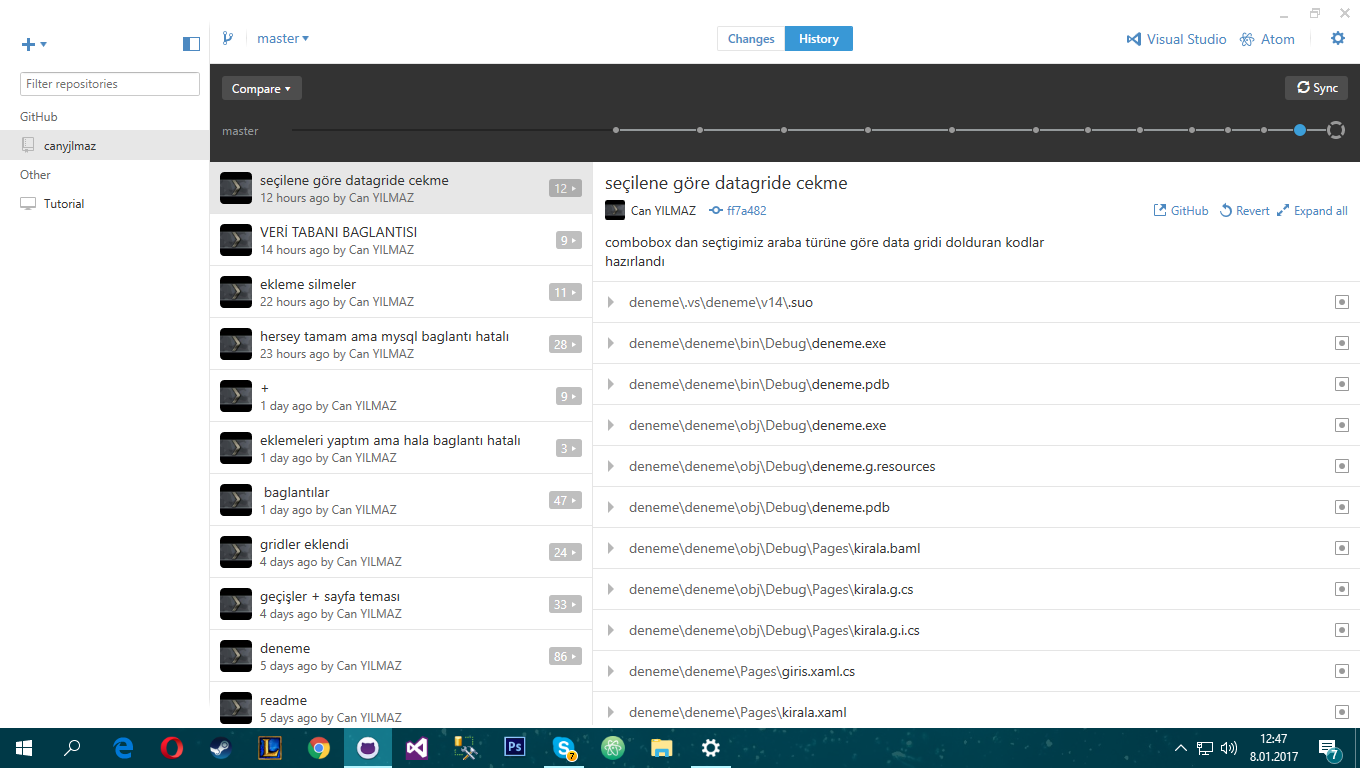 master
Changes
History
Visual Studio
Atom
Filter repositories
GitHub
canyjlmaz
Other
Tutorial
Compare
Sync
master
seçilene göre datagride cekme
12 hours ago by Can YILMAZ
12
VERİ TABANI BAGLANTISI
14 hours ago by Can YILMAZ
9
ekleme silmeler
22 hours ago by Can YILMAZ
11
hersey tamam ama mysql baglantı hatalı
23 hours ago by Can YILMAZ
28
+
1 day ago by Can YILMAZ
9
eklemeleri yaptım ama hala baglantı hatalı
1 day ago by Can YILMAZ
3
baglantılar
1 day ago by Can YILMAZ
47
gridler eklendi
4 days ago by Can YILMAZ
24
geçişler + sayfa teması
4 days ago by Can YILMAZ
33
deneme
5 days ago by Can YILMAZ
86
readme
5 days ago by Can YILMAZ
seçilene göre datagride cekme
Can YILMAZ ff7a482
GitHub Revert Expand all
combobox dan seçtigimiz araba türüne göre data gridi dolduran kodlar
hazırlandı
deneme\.vs\deneme\v14\.suo
deneme\deneme\bin\Debug\deneme.exe
deneme\deneme\bin\Debug\deneme.pdb
deneme\deneme\obj\Debug\deneme.exe
deneme\deneme\obj\Debug\deneme.g.resources
deneme\deneme\obj\Debug\deneme.pdb
deneme\deneme\obj\Debug\Pages\kirala.baml
deneme\deneme\obj\Debug\Pages\kirala.g.cs
deneme\deneme\obj\Debug\Pages\kirala.g.i.cs
deneme\deneme\Pages\giris.xaml.cs
deneme\deneme\Pages\kirala.xaml
L
Ps
S
7
12:47
8.01.2017
7